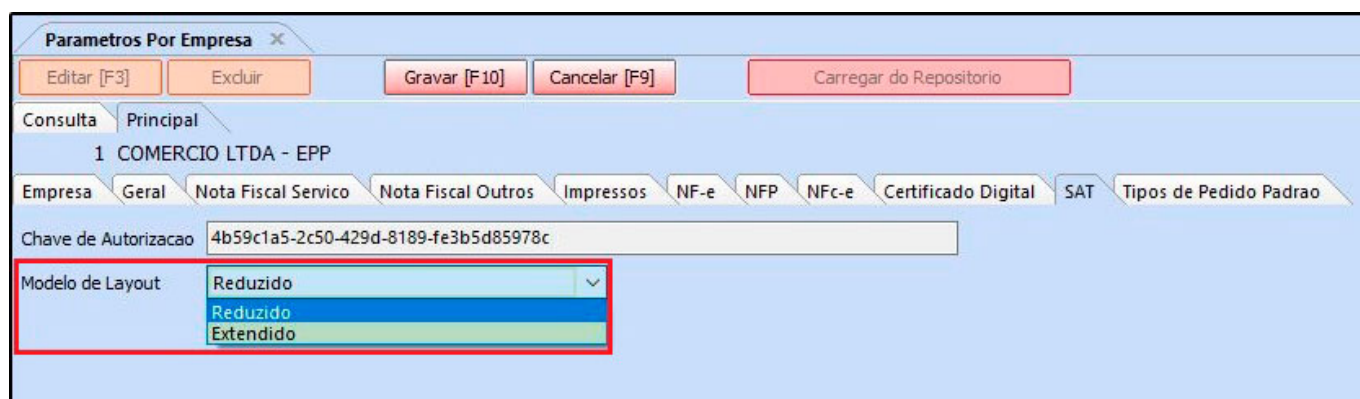 Parametros Por Empresa
Editar [F3] Excluir Gravar [F10] Cancelar [F9] Carregar do Repositorio
Consulta Principal
1 COMERCIO LTDA - EPP
Empresa Geral Nota Fiscal Servico Nota Fiscal Outros Impressos NF-e NFP NFc-e Certificado Digital SAT Tipos de Pedido Padrao
Chave de Autorizacao 4b59c1a5-2c50-429d-8189-fe3b5d85978c
Modelo de Layout Reduzido
Reduzido
Extendido